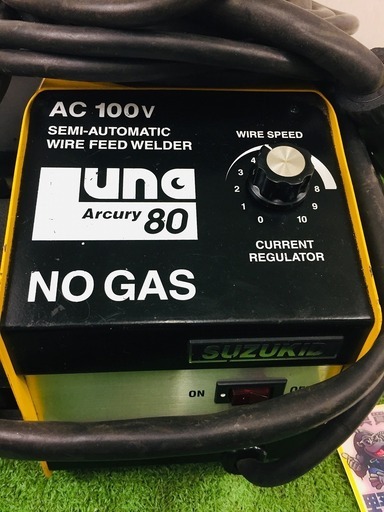 AC 100V
SEMI-AUTOMATIC
WIRE FEED WELDER
WIRE SPEED
una
Arcury 80
0 1 2 3 4 8 9 10
CURRENT
REGULATOR
NO GAS
SUZUKID
ON